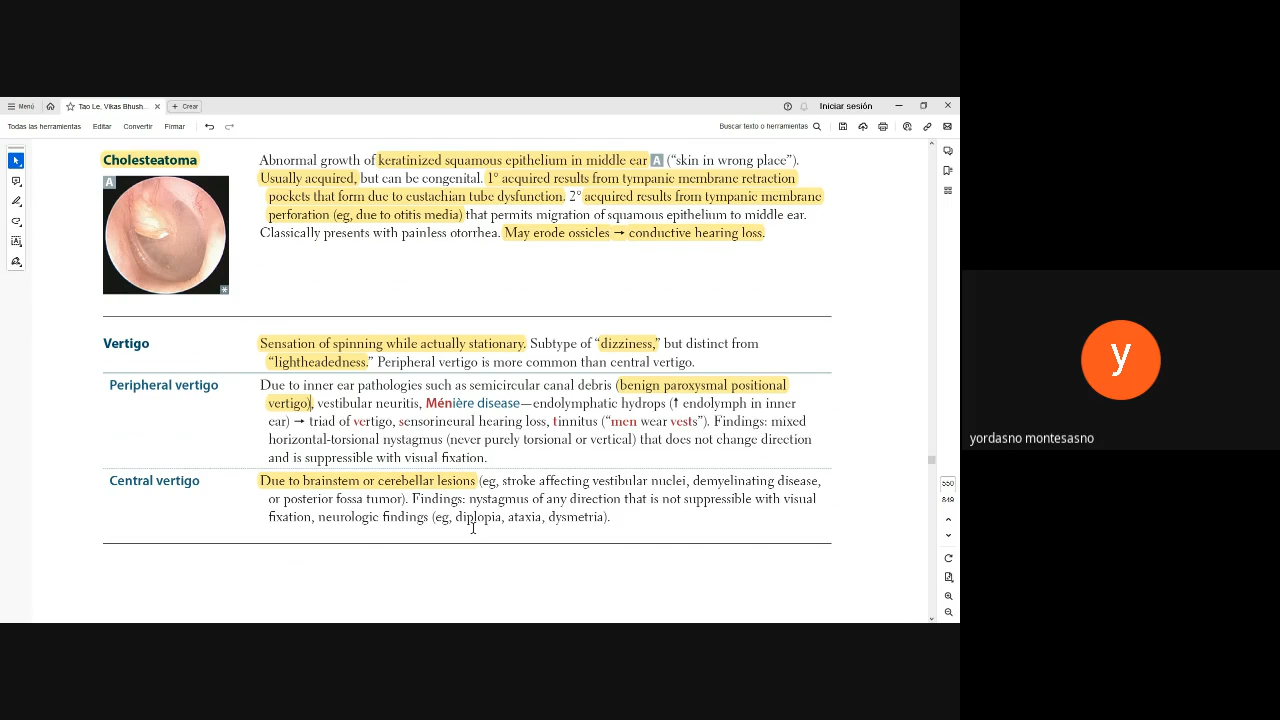 Menú
Tao Le, Vikas Bhush...
Crear
Iniciar sesión
Todas las herramientas Editar Convertir Firmar
Buscar texto o herramientas
Cholesteatoma
A
Abnormal growth of keratinized squamous epithelium in middle ear A (“skin in wrong place”).
Usually acquired, but can be congenital. 1° acquired results from tympanic membrane retraction
pockets that form due to eustachian tube dysfunction. 2° acquired results from tympanic membrane
perforation (eg, due to otitis media) that permits migration of squamous epithelium to middle ear.
Classically presents with painless otorrhea. May erode ossicles → conductive hearing loss.
Vertigo
Sensation of spinning while actually stationary. Subtype of “dizziness,” but distinct from
“lightheadedness.” Peripheral vertigo is more common than central vertigo.
Peripheral vertigo
Due to inner ear pathologies such as semicircular canal debris (benign paroxysmal positional
vertigo), vestibular neuritis, Ménière disease—endolymphatic hydrops (↑ endolymph in inner
ear) → triad of vertigo, sensorineural hearing loss, tinnitus (“men wear vests”). Findings: mixed
horizontal-torsional nystagmus (never purely torsional or vertical) that does not change direction
and is suppressible with visual fixation.
Central vertigo
Due to brainstem or cerebellar lesions (eg, stroke affecting vestibular nuclei, demyelinating disease,
or posterior fossa tumor). Findings: nystagmus of any direction that is not suppressible with visual
fixation, neurologic findings (eg, diplopia, ataxia, dysmetria).
550
849
y
yordasno montesasno